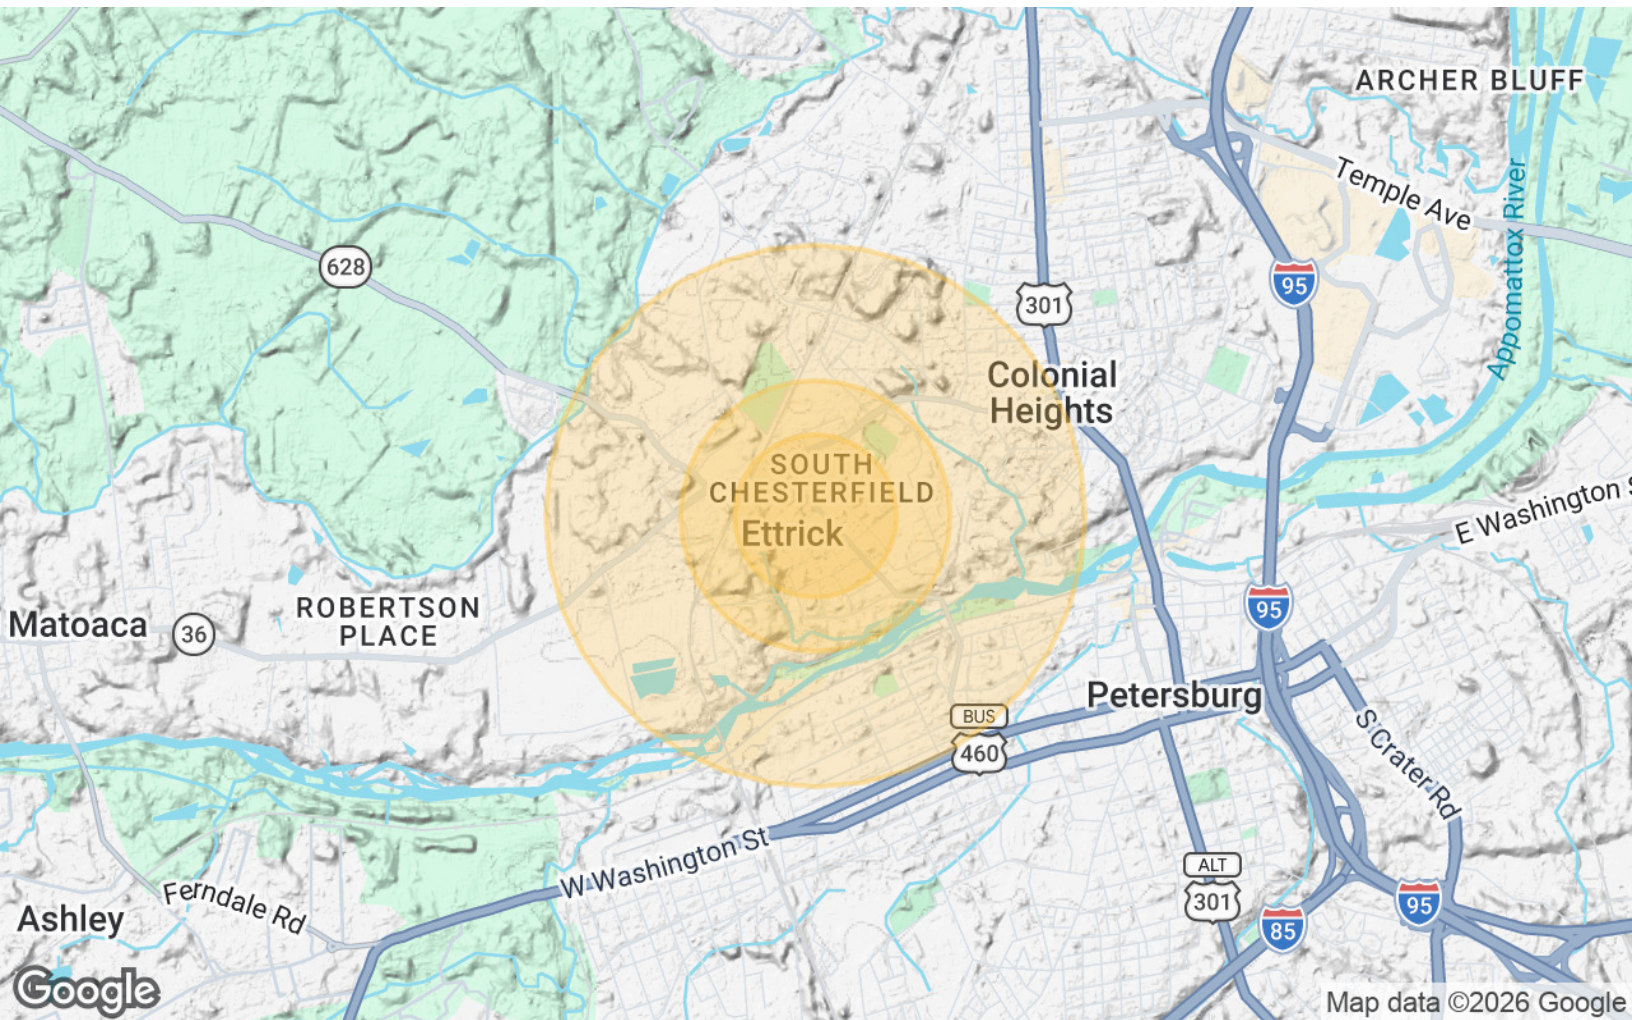 ARCHER BLUFF
Temple Ave
Appomattox River
628
95
301
Colonial
Heights
SOUTH
CHESTERFIELD
Ettrick
E Washington S
Matoaca
36
ROBERTSON
PLACE
95
Petersburg
BUS
460
S Crater Rd
W Washington St
ALT
301
Ferndale Rd
Ashley
95
85
Google
Map data ©2026 Google